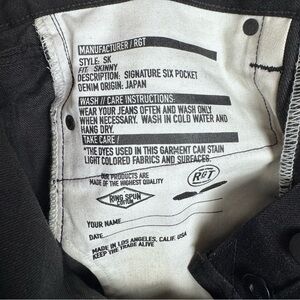 MANUFACTURER / RGT
STYLE: SK
FIT: SKINNY
DESCRIPTION: SIGNATURE SIX POCKET
DENIM ORIGIN: JAPAN
WASH // CARE INSTRUCTIONS:
WEAR YOUR JEANS OFTEN AND WASH ONLY
WHEN NECESSARY. WASH IN COLD WATER AND
HANG DRY.
TAKE CARE /
*THE DYES USED IN THIS GARMENT CAN STAIN
LIGHT COLORED FABRICS AND SURFACES.
OUR PRODUCTS ARE
MADE OF THE HIGHEST QUALITY
RING SPUN
COTTON
RGT
YOUR NAME
DATE
MADE IN LOS ANGELES, CALIF. USA
KEEP THE TRADE ALIVE